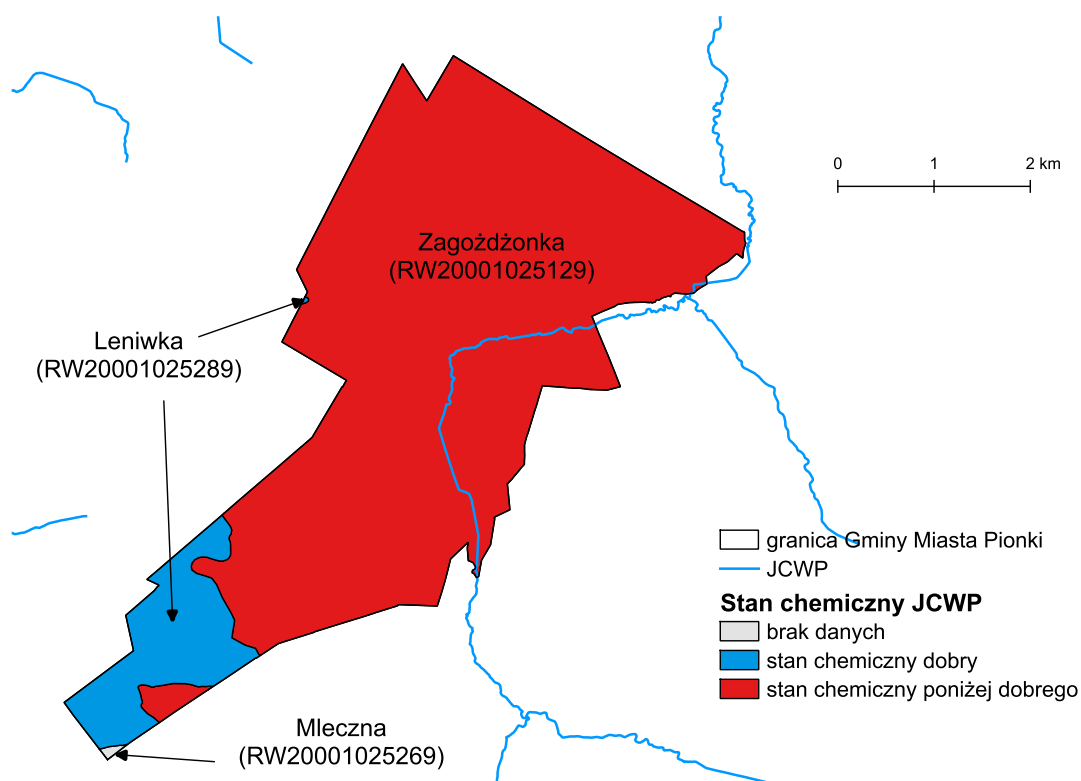 0 1 2 km
Zagożdżonka
(RW20001025129)
Leniwka
(RW20001025289)
Mleczna
(RW20001025269)
granica Gminy Miasta Pionki
JCWP
Stan chemiczny JCWP
brak danych
stan chemiczny dobry
stan chemiczny poniżej dobrego